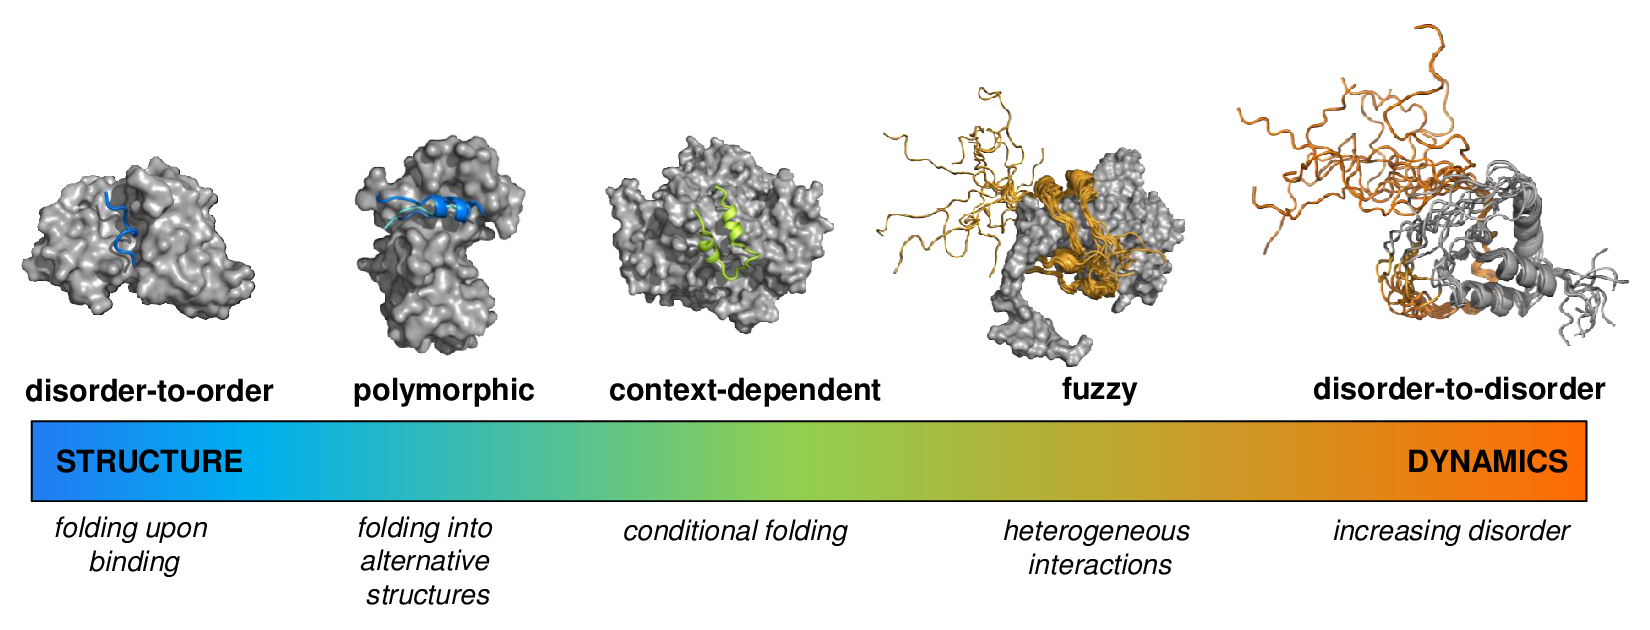 disorder-to-order
polymorphic
context-dependent
fuzzy
disorder-to-disorder
STRUCTURE
DYNAMICS
folding upon
binding
folding into
alternative
structures
conditional folding
heterogeneous
interactions
increasing disorder